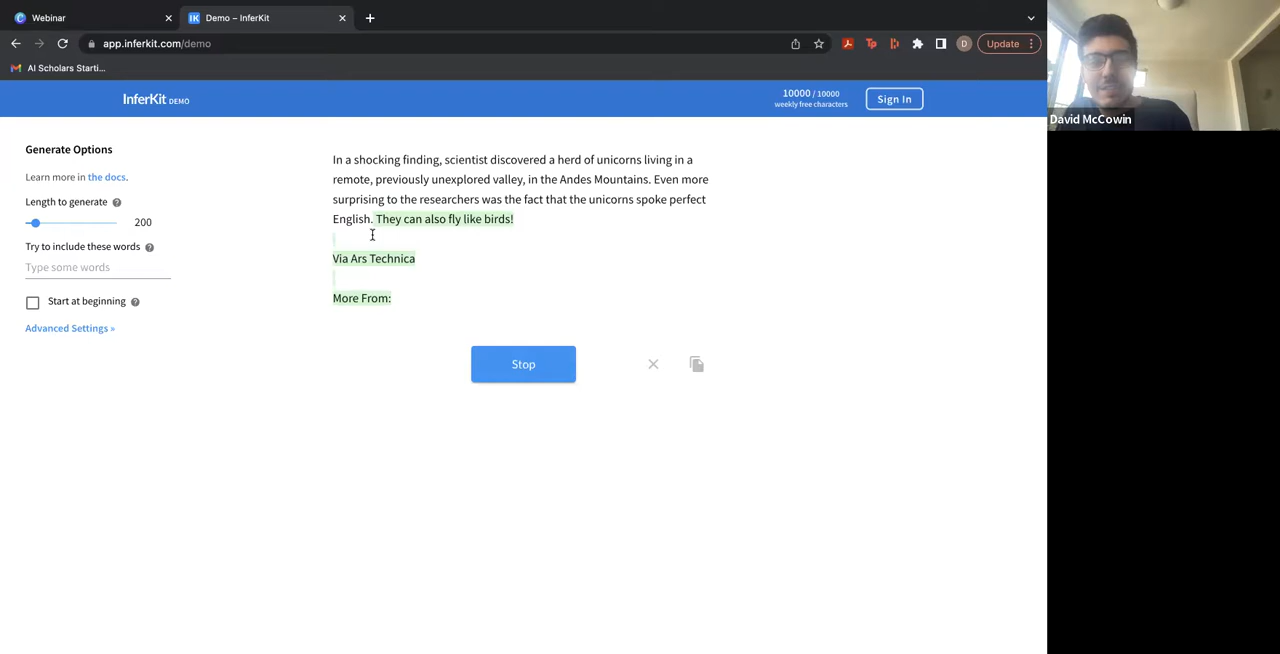 Webinar
Demo – InferKit
app.inferkit.com/demo
D
Update
AI Scholars Starti...
InferKit DEMO
10000 / 10000
weekly free characters
Sign In
David McCowin
Generate Options
Learn more in the docs.
Length to generate
200
Try to include these words
Type some words
Start at beginning
Advanced Settings »
In a shocking finding, scientist discovered a herd of unicorns living in a
remote, previously unexplored valley, in the Andes Mountains. Even more
surprising to the researchers was the fact that the unicorns spoke perfect
English. They can also fly like birds!
Via Ars Technica
More From:
Stop